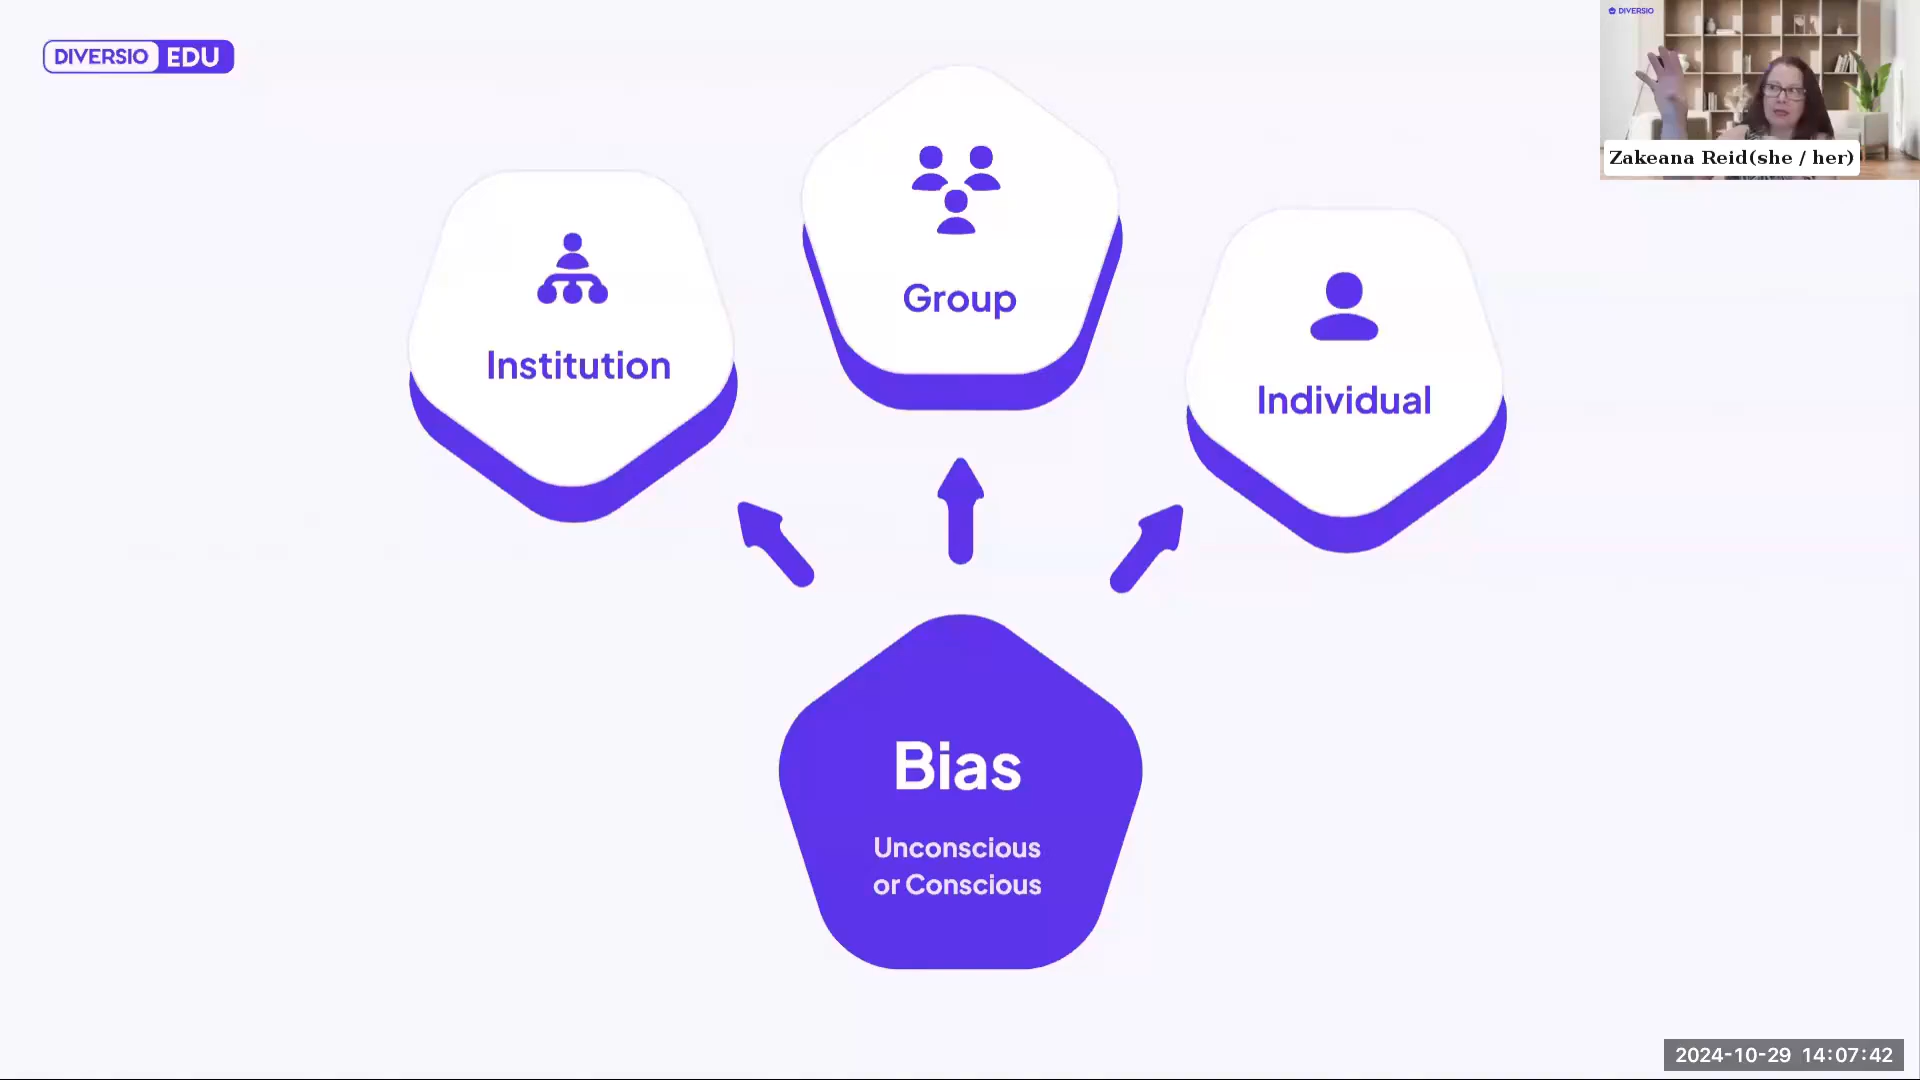 DIVERSIO EDU
DIVERSIO
Zakeana Reid(she / her)
Group
Institution
Individual
Bias
Unconscious
or Conscious
2024-10-29 14:07:42